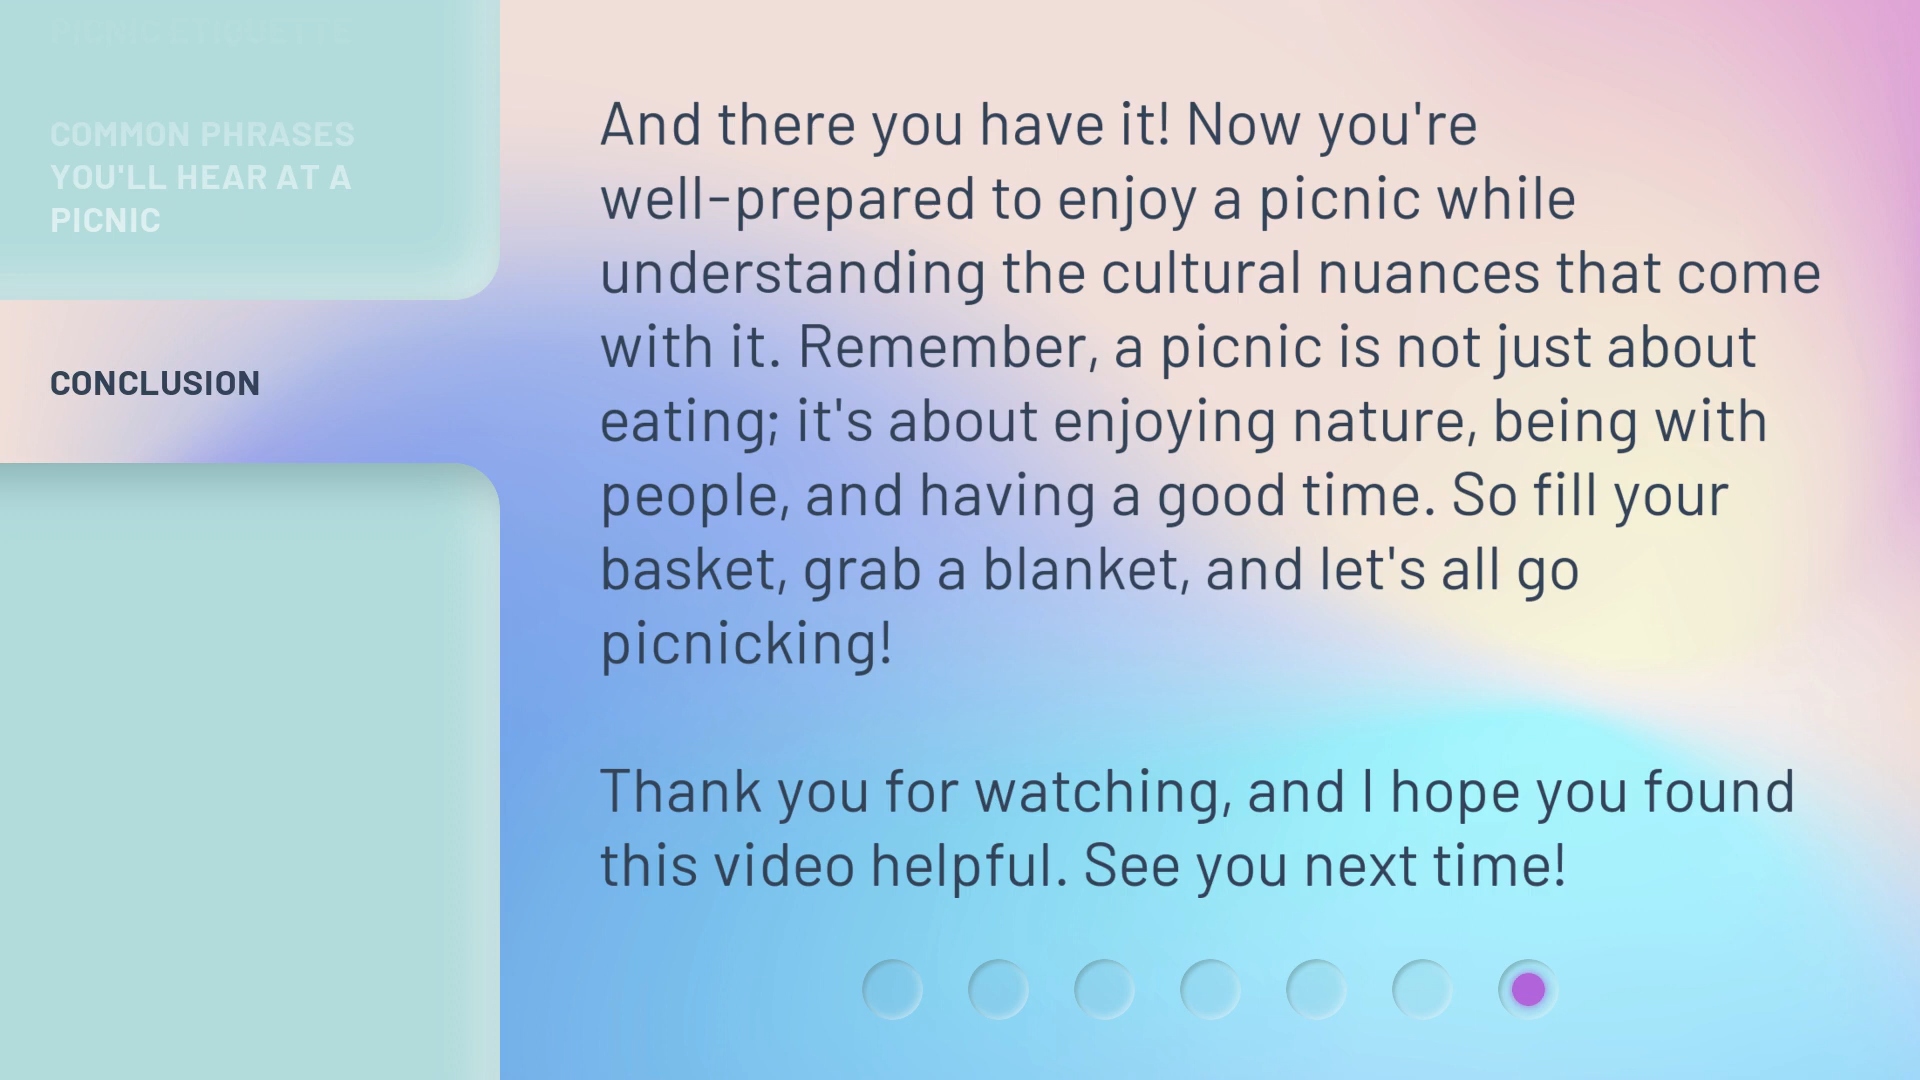 PICNIC ETIQUETTE
COMMON PHRASES
YOU'LL HEAR AT A
PICNIC
CONCLUSION
And there you have it! Now you're
well-prepared to enjoy a picnic while
understanding the cultural nuances that come
with it. Remember, a picnic is not just about
eating; it's about enjoying nature, being with
people, and having a good time. So fill your
basket, grab a blanket, and let's all go
picnicking!
Thank you for watching, and I hope you found
this video helpful. See you next time!